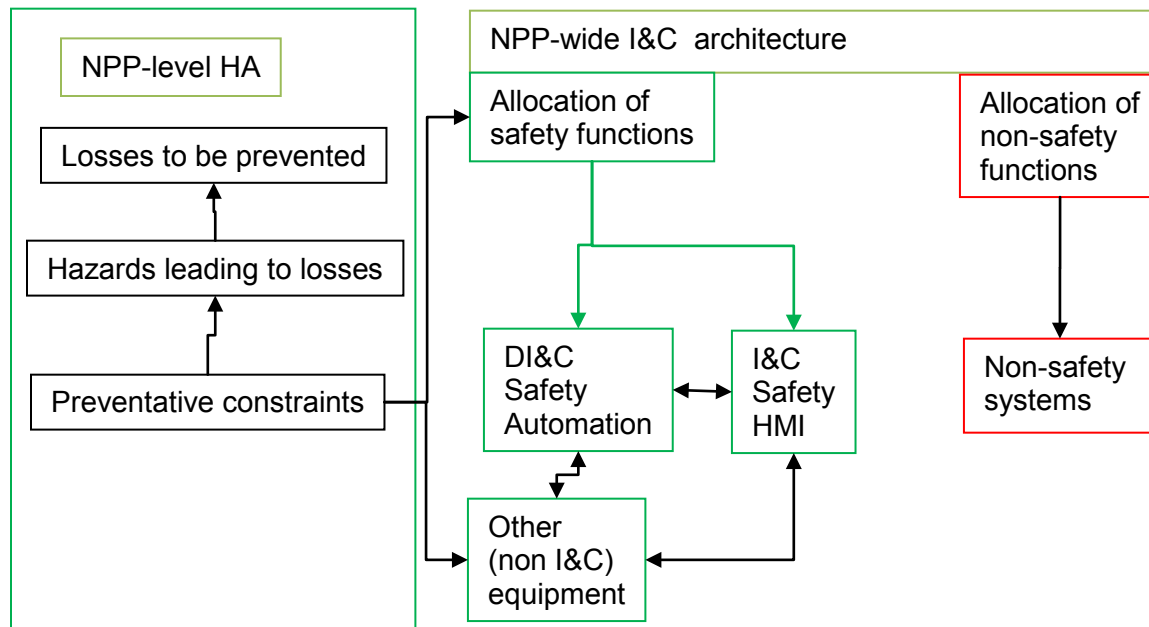 NPP-level HA
Losses to be prevented
Hazards leading to losses
Preventative constraints
NPP-wide I&C architecture
Allocation of
safety functions
Allocation of
non-safety
functions
DI&C
Safety
Automation
I&C
Safety
HMI
Non-safety
systems
Other
(non I&C)
equipment